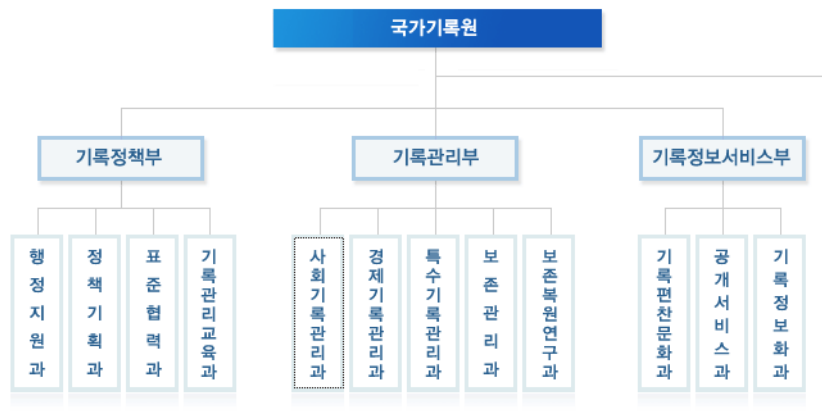 국가기록원
기록정책부
기록관리부
기록정보서비스부
행정지원과
정책기획과
표준협력과
기록관리교육과
사회기록관리과
경제기록관리과
특수기록관리과
보존관리과
보존복원연구과
기록편찬문화과
공개서비스과
기록정보화과